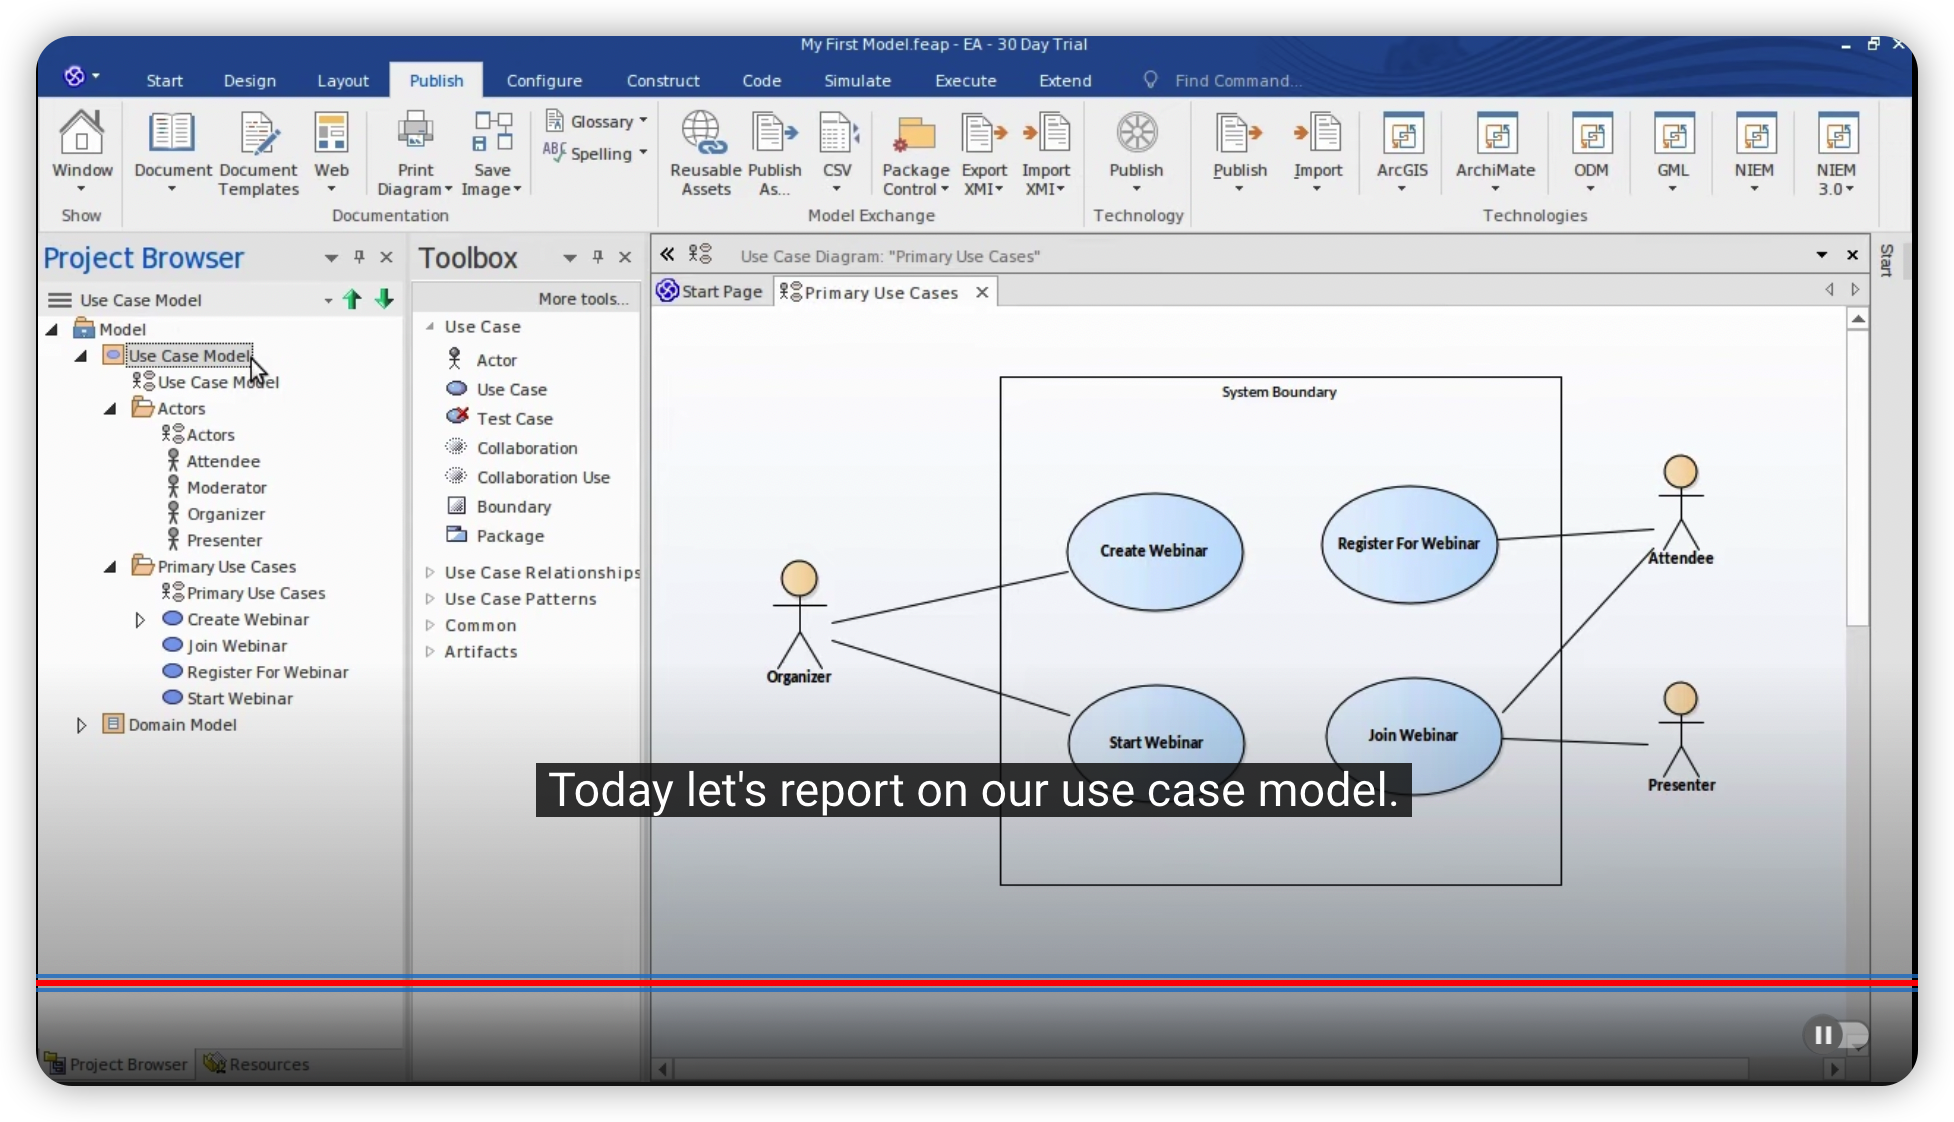 My First Model.feap - EA - 30 Day Trial
Start Design Layout Publish Configure Construct Code Simulate Execute Extend Find Command...
Window
Show
Document
Document Templates
Web
Print Diagram
Save Image
Glossary
ABC Spelling
Documentation
Reusable Assets
Publish As...
CSV
Package Control
Export XMI
Import XMI
Model Exchange
Publish
Technology
Publish
Import
ArcGIS
ArchiMate
ODM
GML
NIEM
NIEM 3.0
Technologies
Project Browser
Use Case Model
Model
Use Case Model
Use Case Model
Actors
Actors
Attendee
Moderator
Organizer
Presenter
Primary Use Cases
Primary Use Cases
Create Webinar
Join Webinar
Register For Webinar
Start Webinar
Domain Model
Project Browser
Resources
Toolbox
More tools...
Use Case
Actor
Use Case
Test Case
Collaboration
Collaboration Use
Boundary
Package
Use Case Relationships
Use Case Patterns
Common
Artifacts
Use Case Diagram: "Primary Use Cases"
Start Page
Primary Use Cases
Start
System Boundary
Create Webinar
Register For Webinar
Attendee
Organizer
Start Webinar
Join Webinar
Presenter
Today let's report on our use case model.